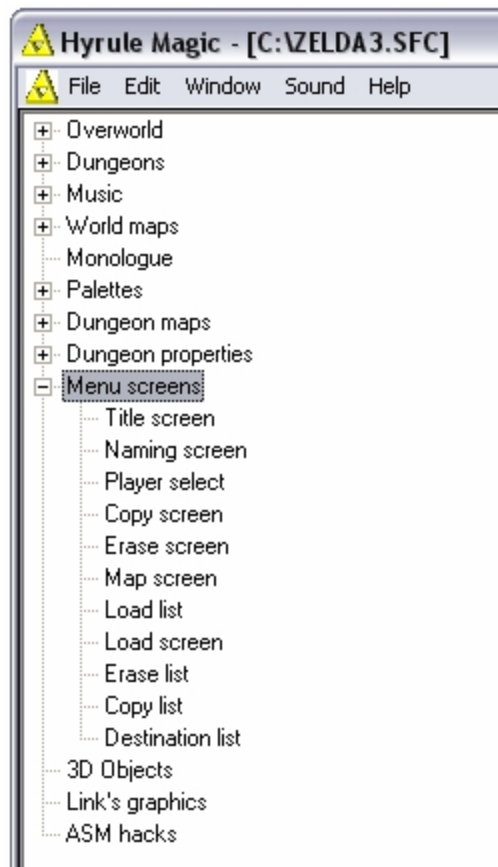 Hyrule Magic - [C:\ZELDA3.SFC]
File Edit Window Sound Help
Overworld
Dungeons
Music
World maps
Monologue
Palettes
Dungeon maps
Dungeon properties
Menu screens
Title screen
Naming screen
Player select
Copy screen
Erase screen
Map screen
Load list
Load screen
Erase list
Copy list
Destination list
3D Objects
Link's graphics
ASM hacks